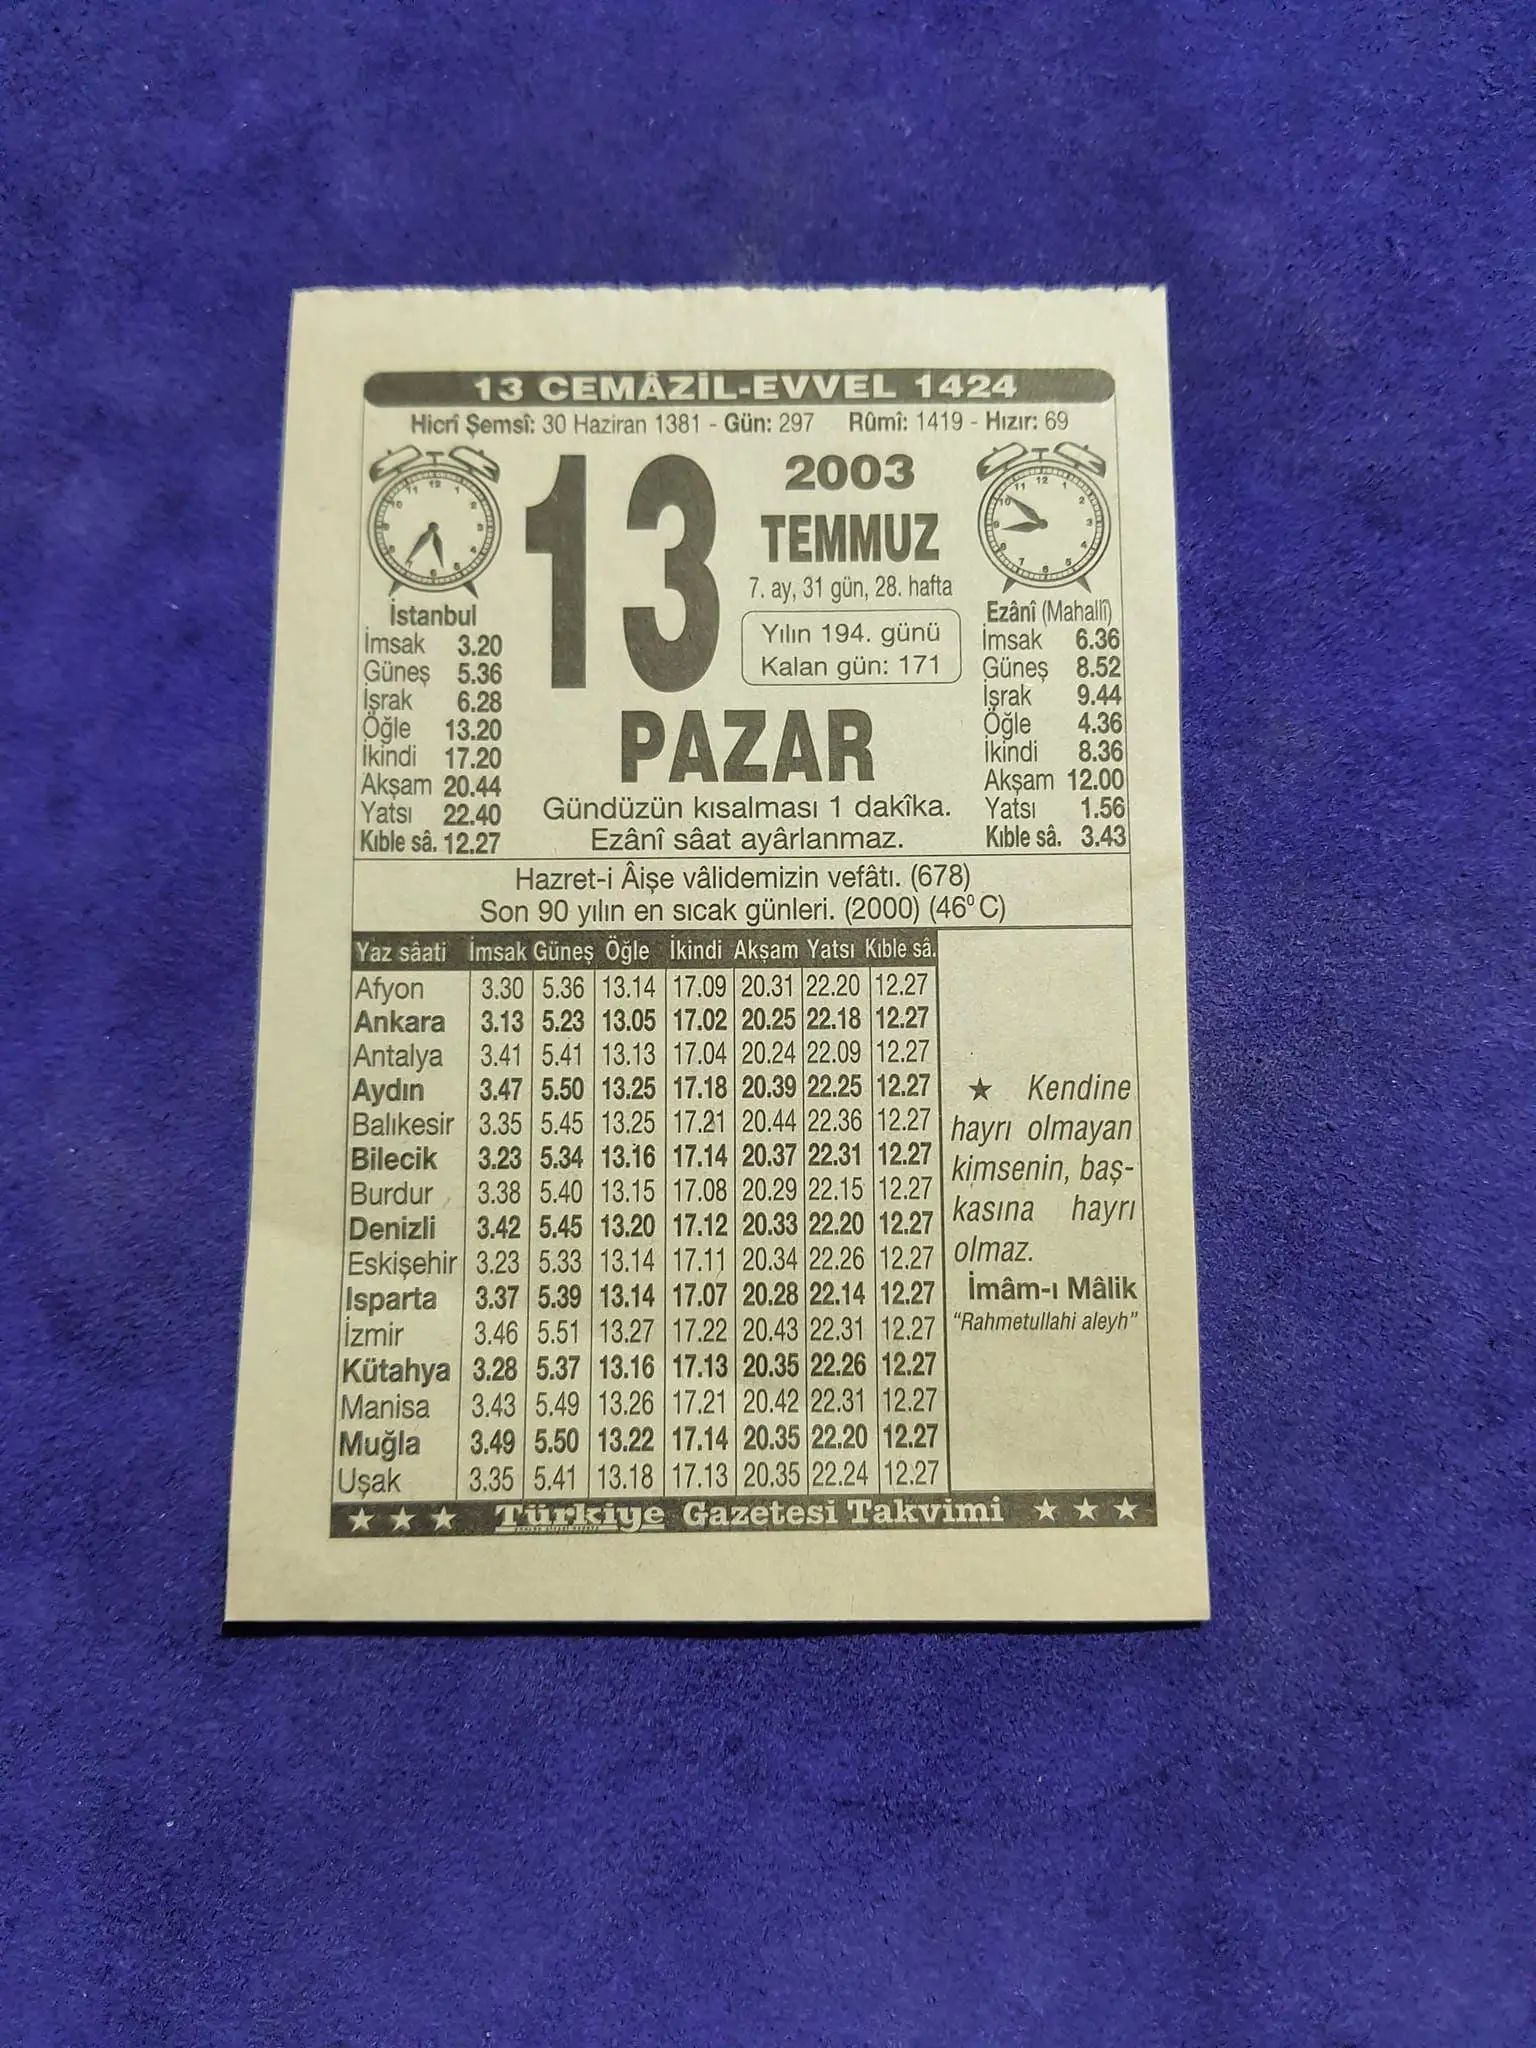 13 CEMÂZİL-EVVEL 1424
Hicrî Şemsî: 30 Haziran 1381 - Gün: 297 Rûmî: 1419 - Hızır: 69
13
2003
TEMMUZ
7. ay, 31 gün, 28. hafta
Yılın 194. günü
Kalan gün: 171
PAZAR
Gündüzün kısalması 1 dakîka.
Ezânî sâat ayârlanmaz.
İstanbul
İmsak 3.20
Güneş 5.36
İşrak 6.28
Öğle 13.20
İkindi 17.20
Akşam 20.44
Yatsı 22.40
Kıble sâ. 12.27
Ezânî (Mahallî)
İmsak 6.36
Güneş 8.52
İşrak 9.44
Öğle 4.36
İkindi 8.36
Akşam 12.00
Yatsı 1.56
Kıble sâ. 3.43
Hazret-i Âişe vâlidemizin vefâtı. (678)
Son 90 yılın en sıcak günleri. (2000) (46⁰ C)
Yaz sâati İmsak Güneş Öğle İkindi Akşam Yatsı Kıble sâ.
Afyon 3.30 5.36 13.14 17.09 20.31 22.20 12.27
Ankara 3.13 5.23 13.05 17.02 20.25 22.18 12.27
Antalya 3.41 5.41 13.13 17.04 20.24 22.09 12.27
Aydın 3.47 5.50 13.25 17.18 20.39 22.25 12.27
Balıkesir 3.35 5.45 13.25 17.21 20.44 22.36 12.27
Bilecik 3.23 5.34 13.16 17.14 20.37 22.31 12.27
Burdur 3.38 5.40 13.15 17.08 20.29 22.15 12.27
Denizli 3.42 5.45 13.20 17.12 20.33 22.20 12.27
Eskişehir 3.23 5.33 13.14 17.11 20.34 22.26 12.27
Isparta 3.37 5.39 13.14 17.07 20.28 22.14 12.27
İzmir 3.46 5.51 13.27 17.22 20.43 22.31 12.27
Kütahya 3.28 5.37 13.16 17.13 20.35 22.26 12.27
Manisa 3.43 5.49 13.26 17.21 20.42 22.31 12.27
Muğla 3.49 5.50 13.22 17.14 20.35 22.20 12.27
Uşak 3.35 5.41 13.18 17.13 20.35 22.24 12.27
★ Kendine
hayrı olmayan
kimsenin, baş-
kasına hayrı
olmaz.
İmâm-ı Mâlik
"Rahmetullahi aleyh"
★ ★ ★ Türkiye Gazetesi Takvimi ★ ★ ★